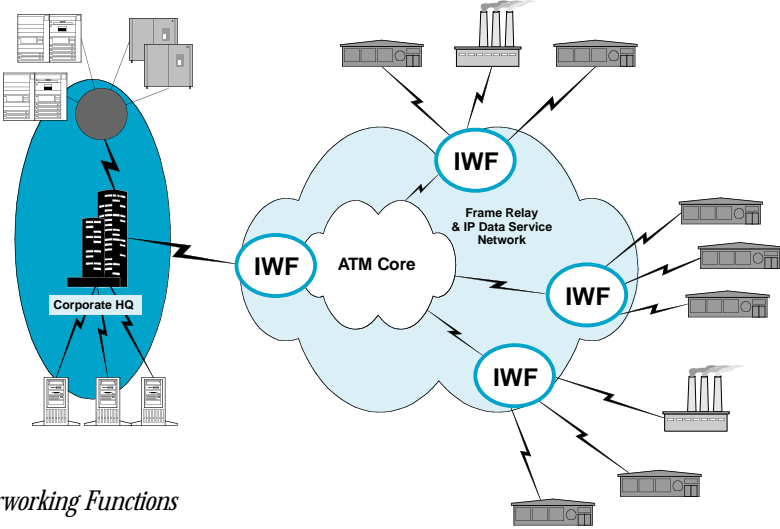 IWF
Frame Relay
& IP Data Service
Network
IWF
ATM Core
IWF
Corporate HQ
IWF
rworking Functions